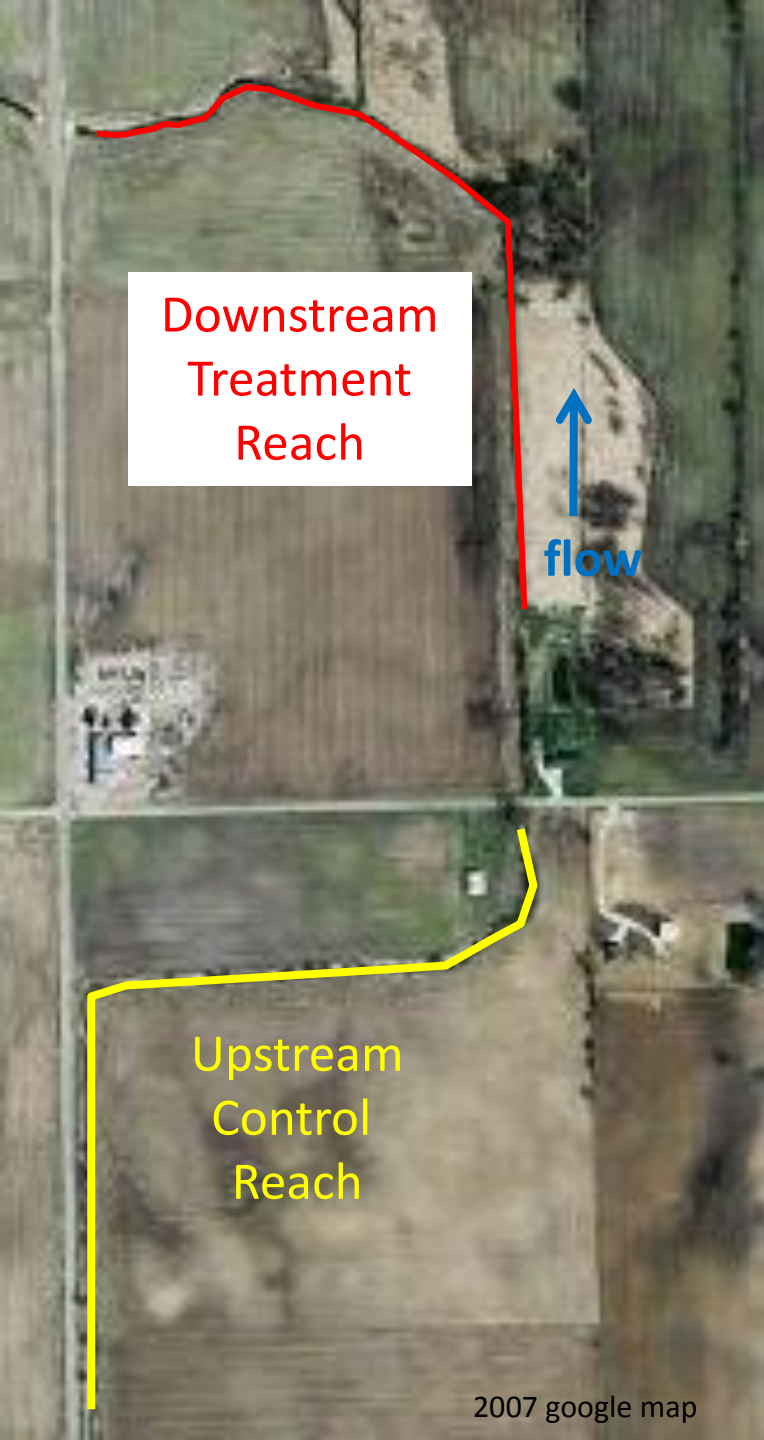 Downstream
Treatment
Reach
flow
Upstream
Control
Reach
2007 google map